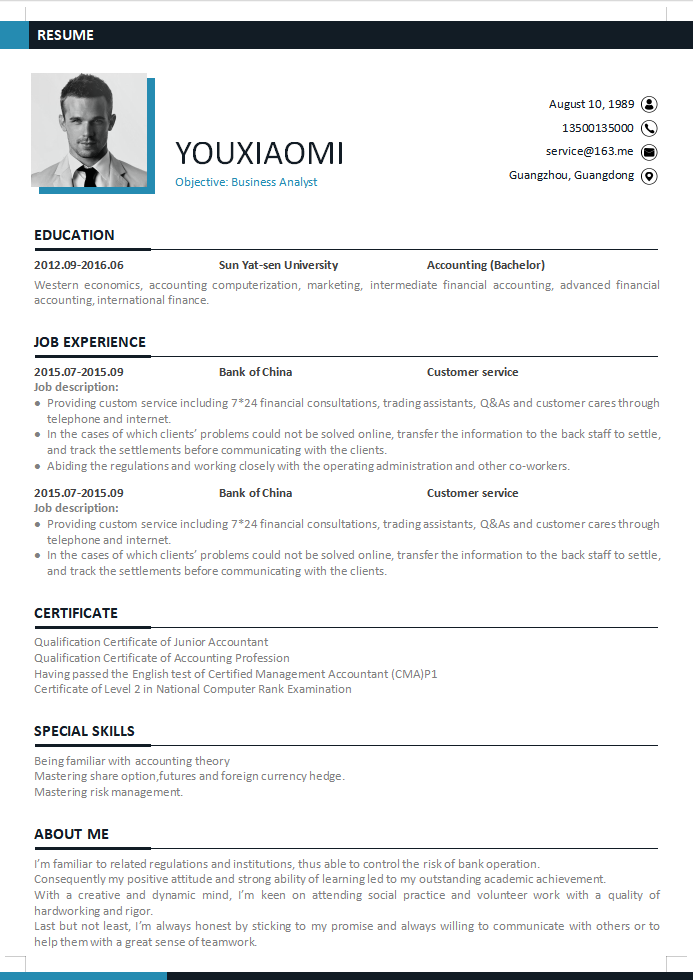 RESUME
August 10, 1989
13500135000
YOUXIAOMI
service@163.me
Objective: Business Analyst
Guangzhou, Guangdong
EDUCATION
2012.09-2016.06 Sun Yat-sen University Accounting (Bachelor)
Western economics, accounting computerization, marketing, intermediate financial accounting, advanced financial
accounting, international finance.
JOB EXPERIENCE
2015.07-2015.09 Bank of China Customer service
Job description:
● Providing custom service including 7*24 financial consultations, trading assistants, Q&As and customer cares through
telephone and internet.
● In the cases of which clients’ problems could not be solved online, transfer the information to the back staff to settle,
and track the settlements before communicating with the clients.
● Abiding the regulations and working closely with the operating administration and other co-workers.
2015.07-2015.09 Bank of China Customer service
Job description:
● Providing custom service including 7*24 financial consultations, trading assistants, Q&As and customer cares through
telephone and internet.
● In the cases of which clients’ problems could not be solved online, transfer the information to the back staff to settle,
and track the settlements before communicating with the clients.
CERTIFICATE
Qualification Certificate of Junior Accountant
Qualification Certificate of Accounting Profession
Having passed the English test of Certified Management Accountant (CMA)P1
Certificate of Level 2 in National Computer Rank Examination
SPECIAL SKILLS
Being familiar with accounting theory
Mastering share option,futures and foreign currency hedge.
Mastering risk management.
ABOUT ME
I’m familiar to related regulations and institutions, thus able to control the risk of bank operation.
Consequently my positive attitude and strong ability of learning led to my outstanding academic achievement.
With a creative and dynamic mind, I’m keen on attending social practice and volunteer work with a quality of
hardworking and rigor.
Last but not least, I’m always honest by sticking to my promise and always willing to communicate with others or to
help them with a great sense of teamwork.